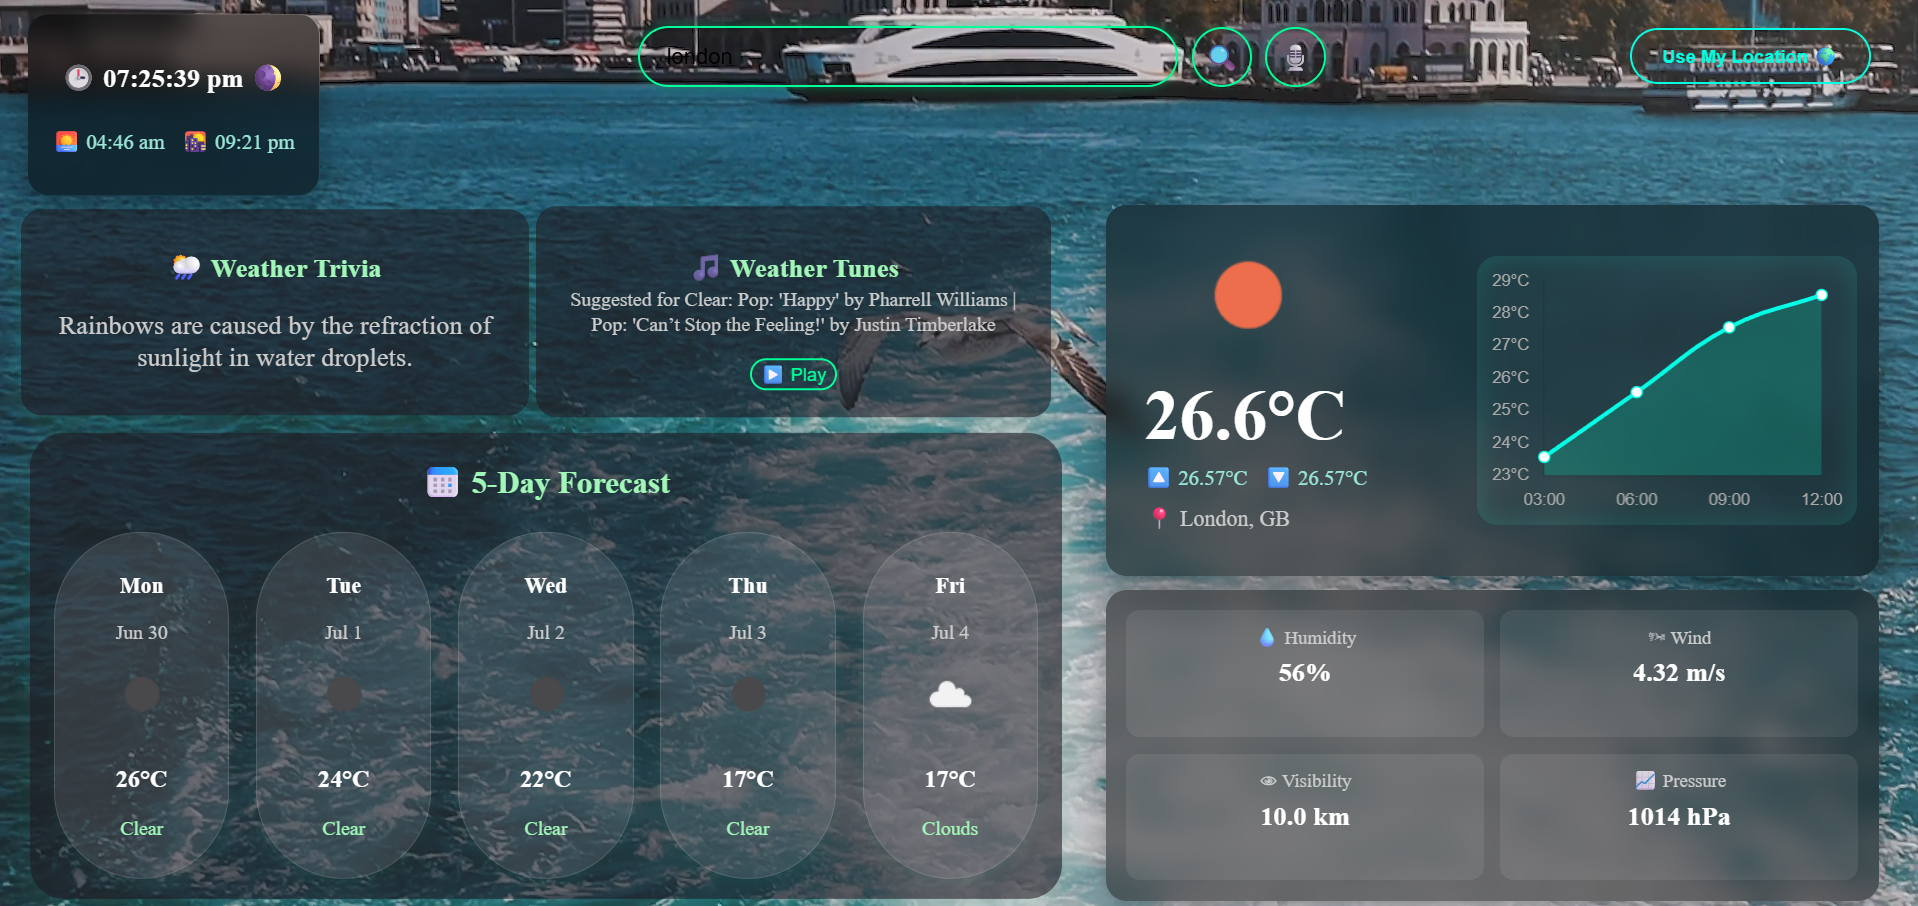 07:25:39 pm
04:46 am 09:21 pm
london
Use My Location
Weather Trivia
Rainbows are caused by the refraction of
sunlight in water droplets.
Weather Tunes
Suggested for Clear: Pop: 'Happy' by Pharrell Williams |
Pop: 'Can’t Stop the Feeling!' by Justin Timberlake
Play
5-Day Forecast
Mon
Jun 30
26°C
Clear
Tue
Jul 1
24°C
Clear
Wed
Jul 2
22°C
Clear
Thu
Jul 3
17°C
Clear
Fri
Jul 4
17°C
Clouds
26.6°C
26.57°C 26.57°C
London, GB
29°C
28°C
27°C
26°C
25°C
24°C
23°C
03:00 06:00 09:00 12:00
Humidity
56%
Wind
4.32 m/s
Visibility
10.0 km
Pressure
1014 hPa